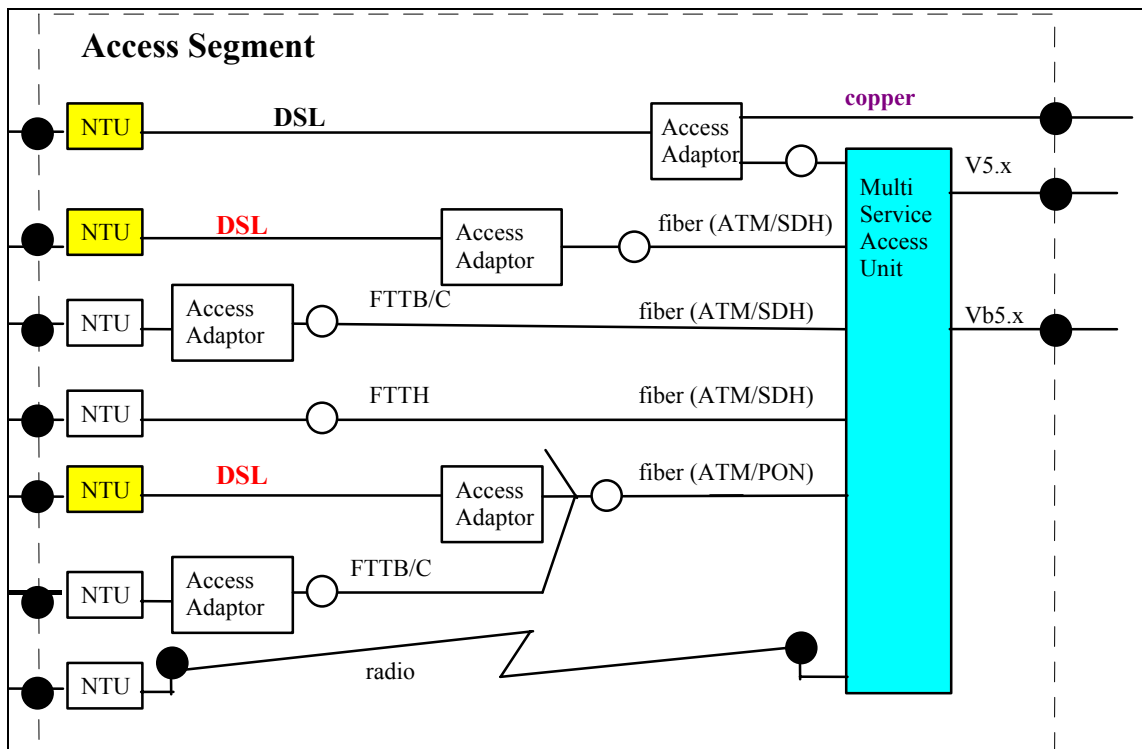 Access Segment
copper
NTU
DSL
Access
Adaptor
V5.x
Multi
Service
Access
Unit
NTU
DSL
Access
Adaptor
fiber (ATM/SDH)
NTU
Access
Adaptor
FTTB/C
fiber (ATM/SDH)
Vb5.x
NTU
FTTH
fiber (ATM/SDH)
NTU
DSL
Access
Adaptor
fiber (ATM/PON)
NTU
Access
Adaptor
FTTB/C
NTU
radio